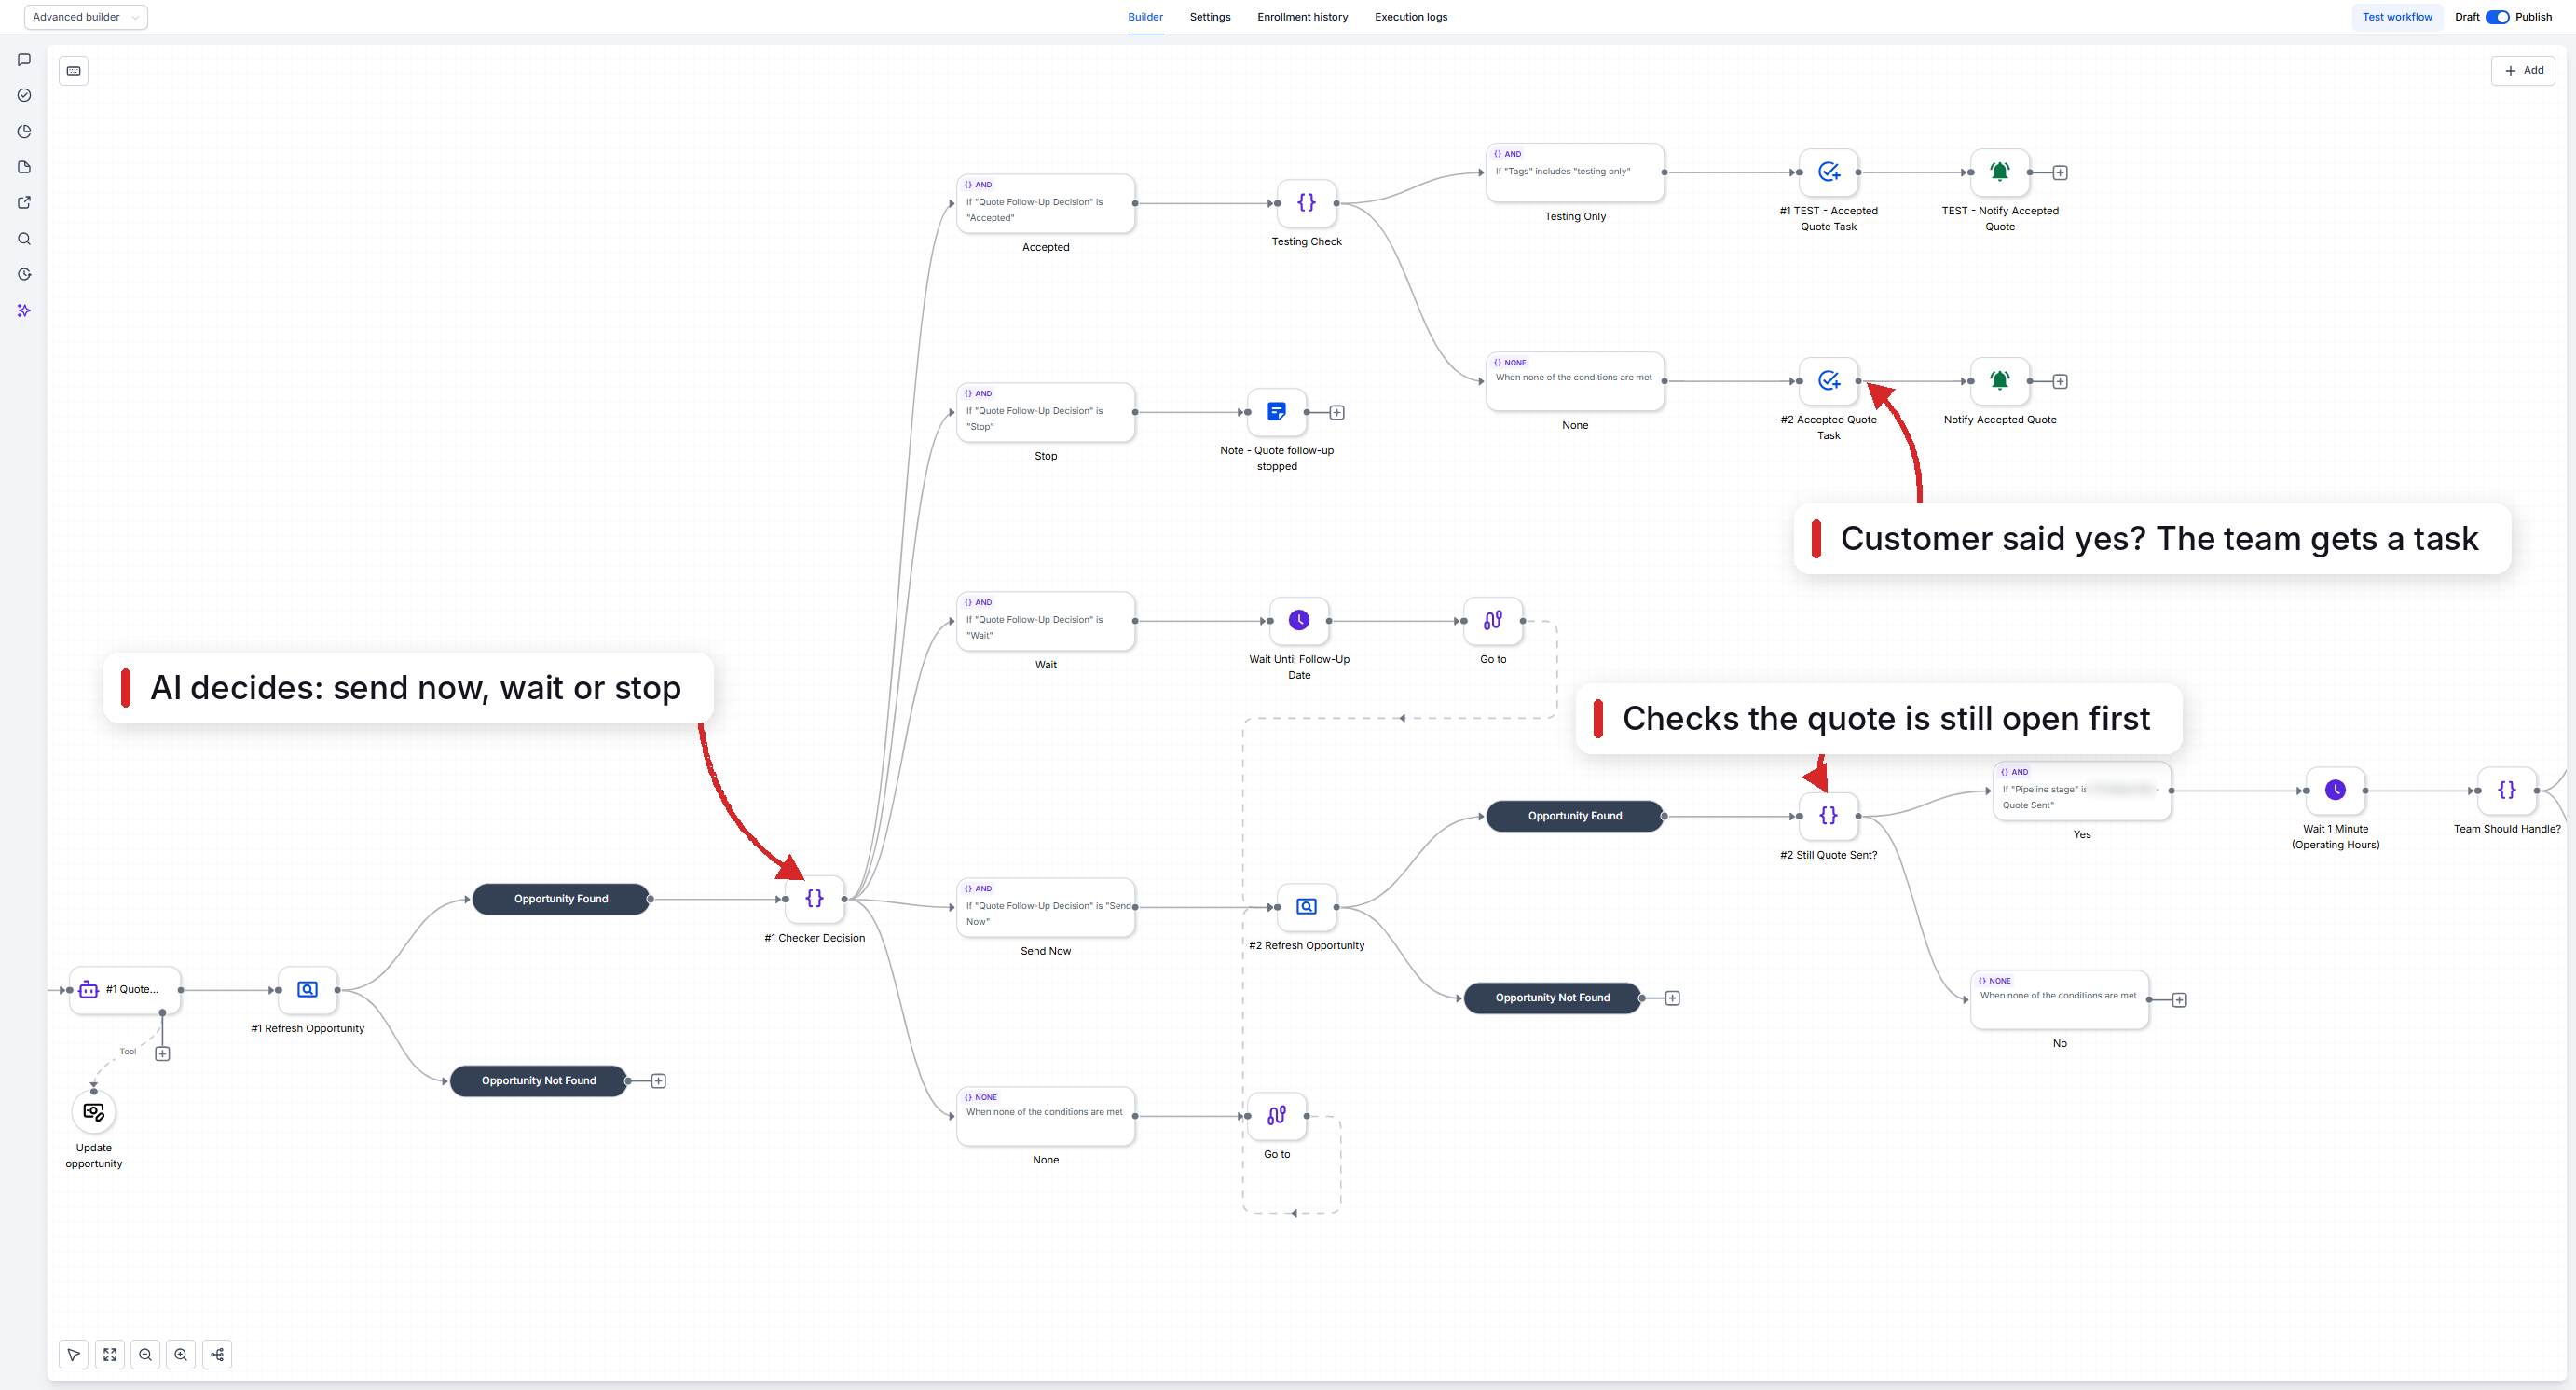 Advanced builder
Builder
Settings
Enrollment history
Execution logs
Test workflow
Draft
Publish
Add
{} AND
If "Quote Follow-Up Decision" is
"Accepted"
Accepted
Testing Check
{} AND
If "Tags" includes "testing only"
Testing Only
#1 TEST - Accepted
Quote Task
TEST - Notify Accepted
Quote
{} NONE
When none of the conditions are met
None
#2 Accepted Quote
Task
Notify Accepted Quote
{} AND
If "Quote Follow-Up Decision" is
"Stop"
Stop
Note - Quote follow-up
stopped
Customer said yes? The team gets a task
{} AND
If "Quote Follow-Up Decision" is
"Wait"
Wait
Wait Until Follow-Up
Date
Go to
AI decides: send now, wait or stop
Checks the quote is still open first
Opportunity Found
#1 Checker Decision
{} AND
If "Quote Follow-Up Decision" is "Send
Now"
Send Now
#2 Refresh Opportunity
Opportunity Found
#2 Still Quote Sent?
{} AND
If "Pipeline stage" is
-
Quote Sent"
Yes
Wait 1 Minute
(Operating Hours)
Team Should Handle?
#1 Quote...
#1 Refresh Opportunity
Opportunity Not Found
{} NONE
When none of the conditions are met
No
Tool
Opportunity Not Found
Update
opportunity
{} NONE
When none of the conditions are met
None
Go to